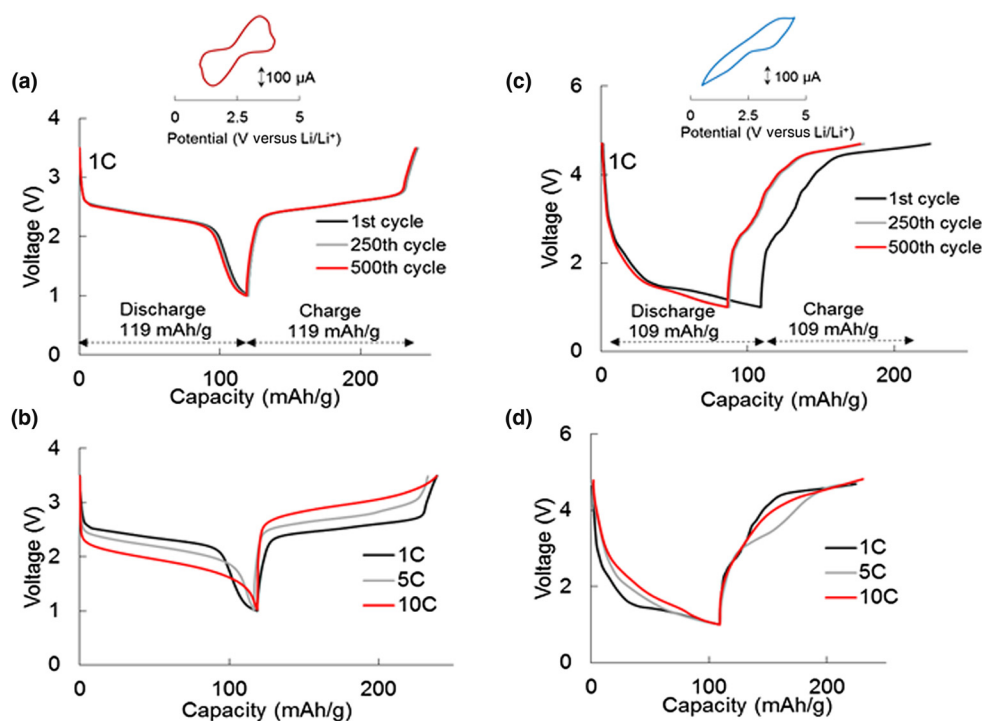 (a)
100 µA
0 2.5 5
Potential (V versus Li/Li⁺)
4
3
2
1
0
Voltage (V)
1C
1st cycle
250th cycle
500th cycle
Discharge
119 mAh/g
Charge
119 mAh/g
0 100 200
Capacity (mAh/g)
(c)
100 µA
0 2.5 5
Potential (V versus Li/Li⁺)
6
4
2
0
Voltage (V)
1C
1st cycle
250th cycle
500th cycle
Discharge
109 mAh/g
Charge
109 mAh/g
0 100 200
Capacity (mAh/g)
(b)
4
3
2
1
0
Voltage (V)
1C
5C
10C
0 100 200
Capacity (mAh/g)
(d)
6
4
2
0
Voltage (V)
1C
5C
10C
0 100 200
Capacity (mAh/g)